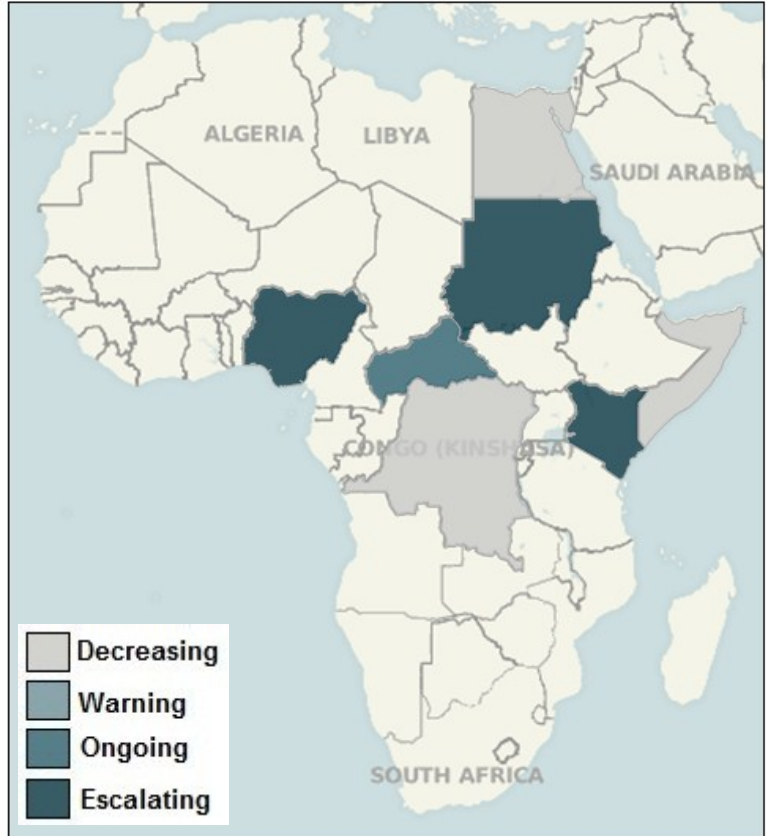 ALGERIA
LIBYA
SAUDI ARABIA
CONGO (KINSHASA)
SOUTH AFRICA
Decreasing
Warning
Ongoing
Escalating